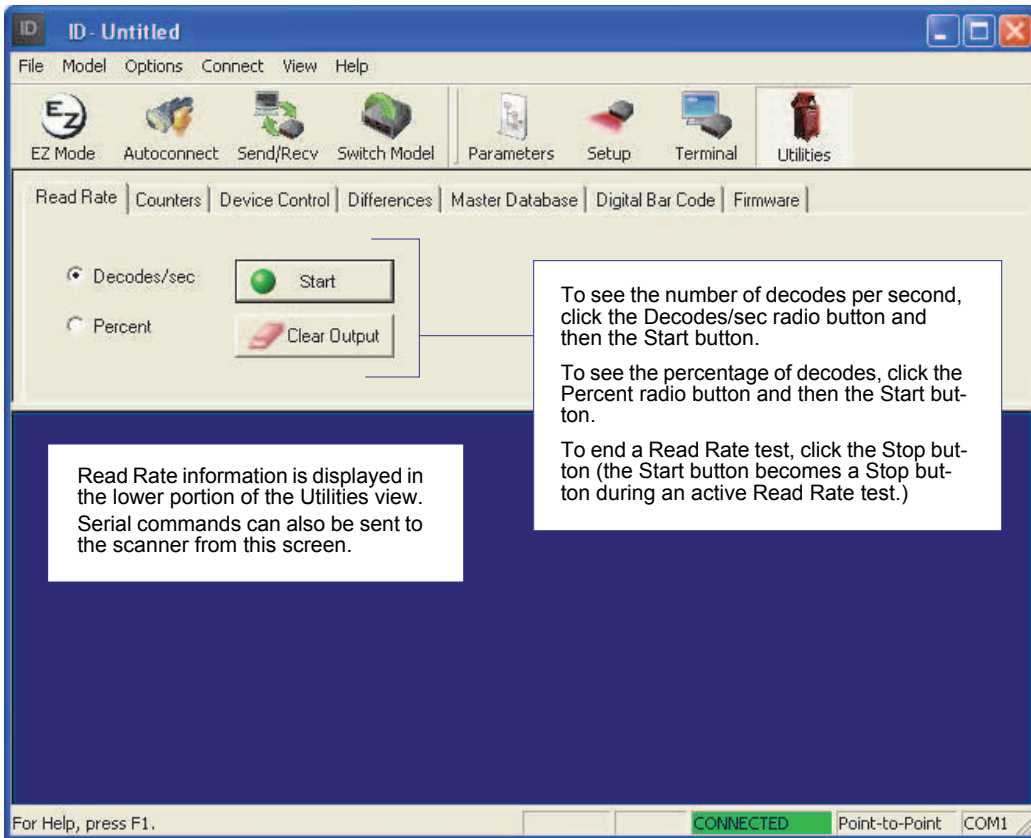 ID
ID - Untitled
File Model Options Connect View Help
EZ
EZ Mode Autoconnect Send/Recv Switch Model Parameters Setup Terminal Utilities
Read Rate Counters Device Control Differences Master Database Digital Bar Code Firmware
Decodes/sec
Start
Percent
Clear Output
To see the number of decodes per second,
click the Decodes/sec radio button and
then the Start button.
To see the percentage of decodes, click the
Percent radio button and then the Start but-
ton.
To end a Read Rate test, click the Stop but-
ton (the Start button becomes a Stop but-
ton during an active Read Rate test.)
Read Rate information is displayed in
the lower portion of the Utilities view.
Serial commands can also be sent to
the scanner from this screen.
For Help, press F1. CONNECTED Point-to-Point COM1